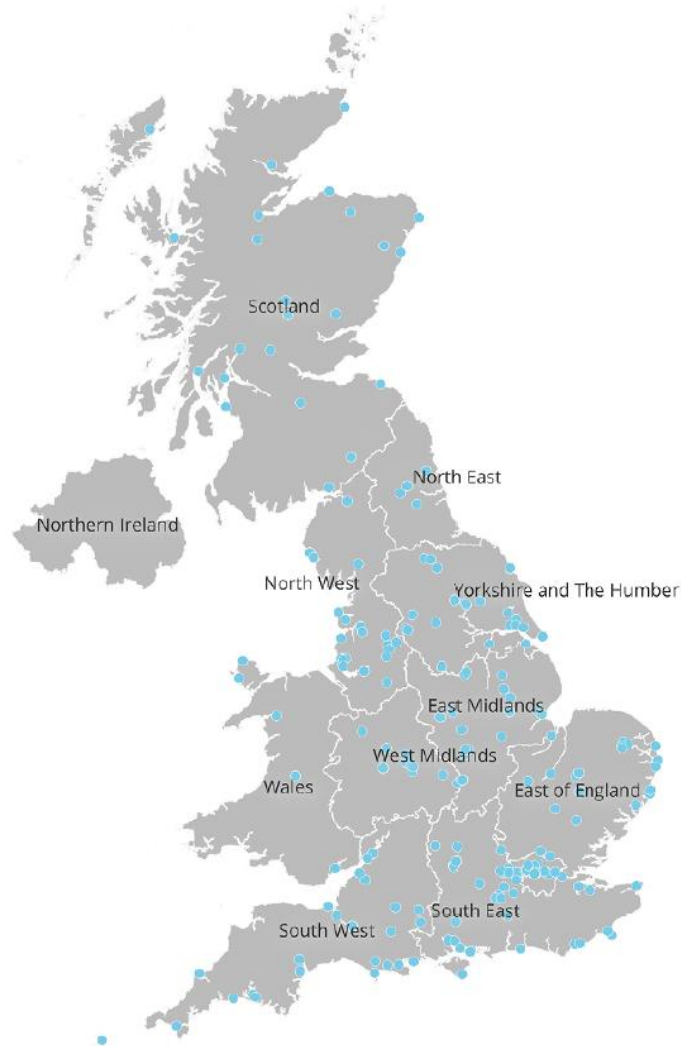 Scotland
North East
Northern Ireland
North West
Yorkshire and The Humber
East Midlands
West Midlands
Wales
East of England
South East
South West